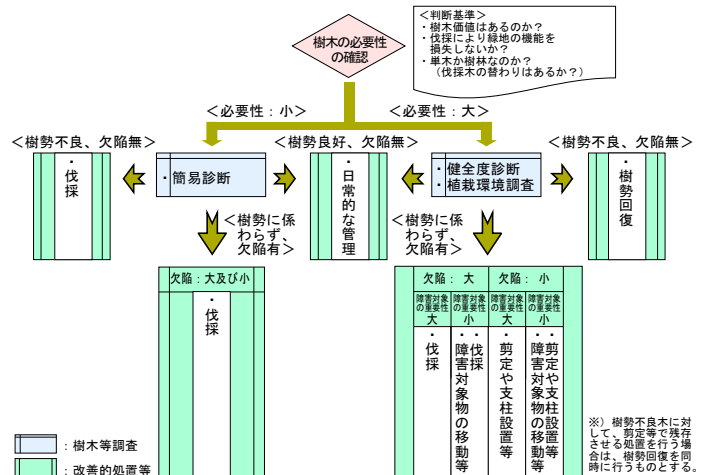 <判断基準>
・樹木価値はあるのか？
・伐採により緑地の機能を
損失しないか？
・単木か樹林なのか？
（伐採木の替わりはあるか？）
樹木の必要性
の確認
<必要性：小>
<必要性：大>
<樹勢不良、欠陥無>
<樹勢良好、欠陥無>
<樹勢不良、欠陥無>
・伐採
・簡易診断
・日常的な管理
・健全度診断
・植栽環境調査
・樹勢回復
<樹勢に係
わらず、
欠陥有>
<樹勢に係
わらず、
欠陥有>
欠陥：大及び小
・伐採
欠陥： 大
欠陥： 小
障害対象
の重要性
大
障害対象
の重要性
小
障害対象
の重要性
大
障害対象
の重要性
小
・伐採
・伐採
・障害対象物の移動等
・剪定や支柱設置等
・剪定や支柱設置等
・障害対象物の移動等
：樹木等調査
：改善的処置等
※）樹勢不良木に対
して、剪定等で残存
させる処置を行う場
合は、樹勢回復を同
時に行うものとする。